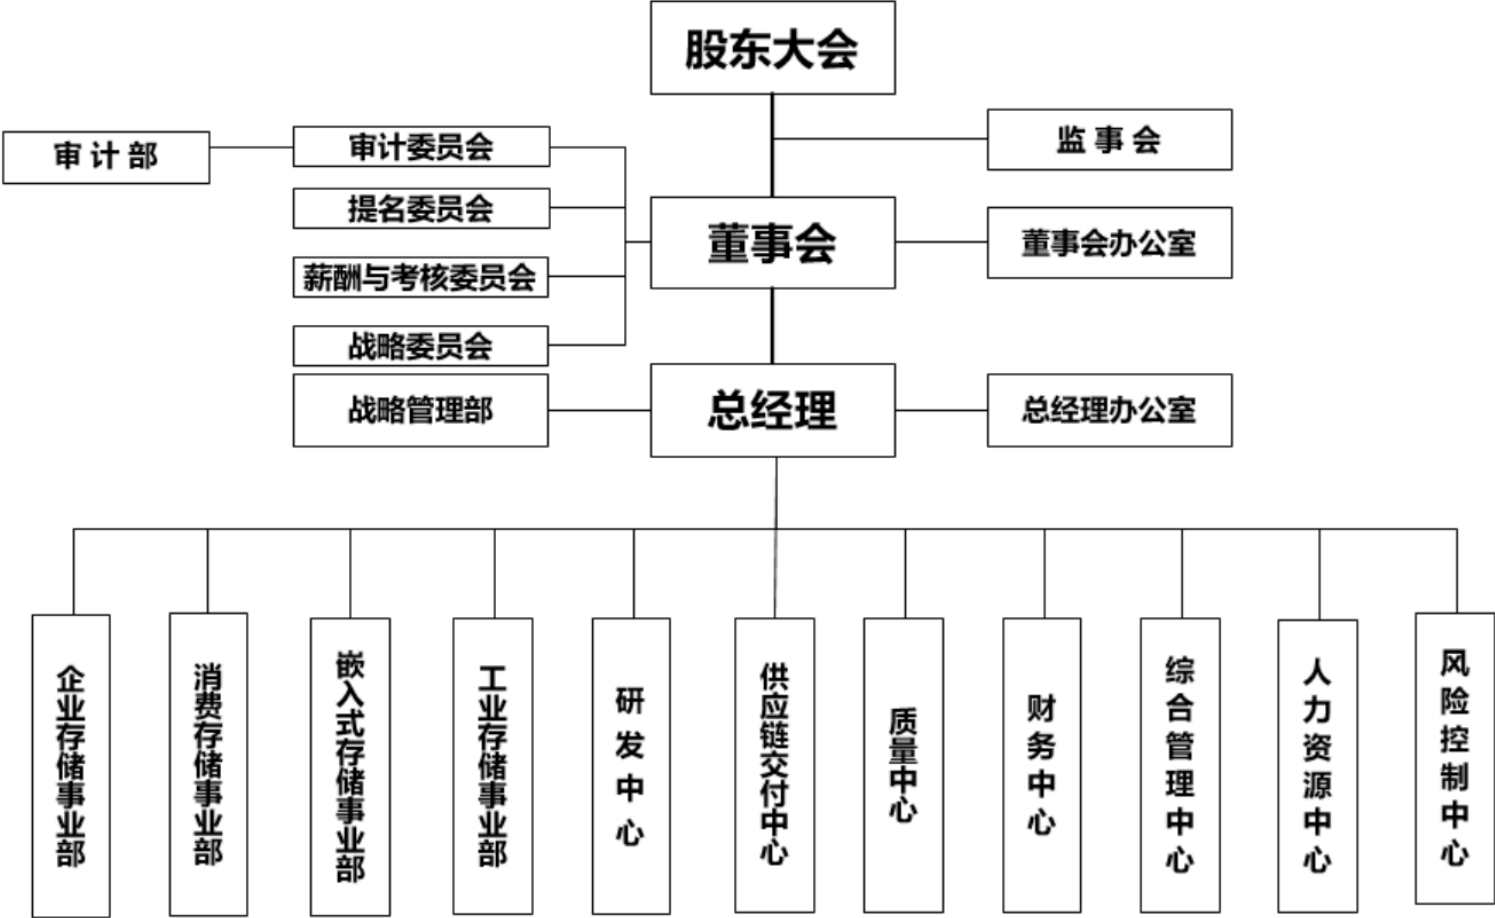 股东大会
监 事 会
审 计 部
审计委员会
提名委员会
董事会
董事会办公室
薪酬与考核委员会
战略委员会
战略管理部
总经理
总经理办公室
企业存储事业部
消费存储事业部
嵌入式存储事业部
工业存储事业部
研发中心
供应链交付中心
质量中心
财务中心
综合管理中心
人力资源中心
风险控制中心